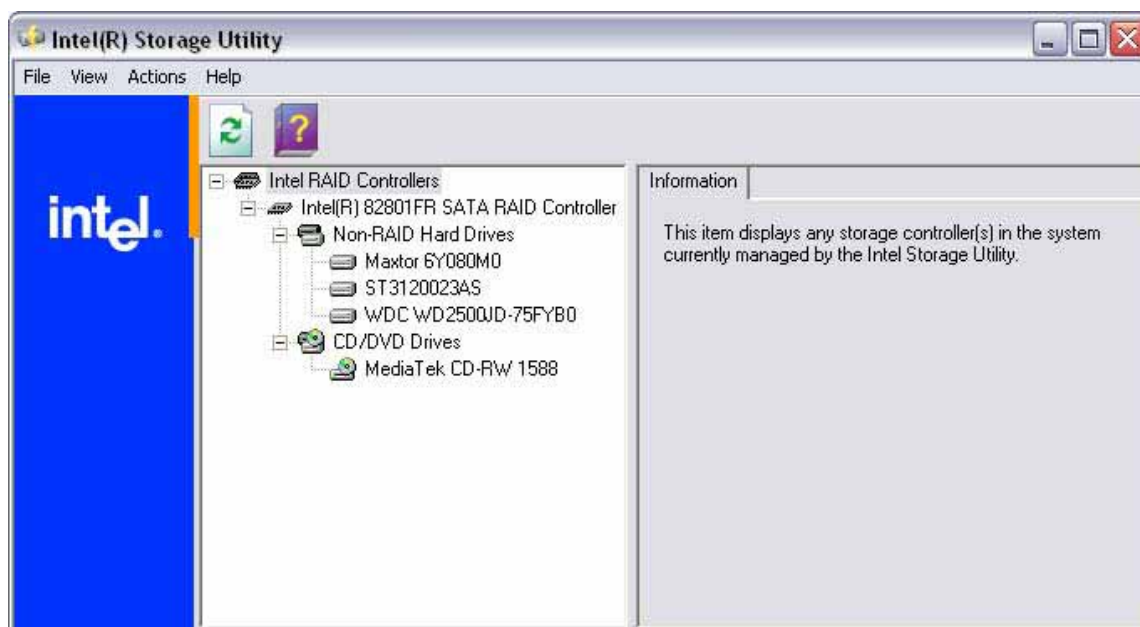 Intel(R) Storage Utility
File View Actions Help
intel.
?
Intel RAID Controllers
Intel(R) 82801FR SATA RAID Controller
Non-RAID Hard Drives
Maxtor 6Y080M0
ST3120023AS
WDC WD2500JD-75FYB0
CD/DVD Drives
MediaTek CD-RW 1588
Information
This item displays any storage controller(s) in the system
currently managed by the Intel Storage Utility.